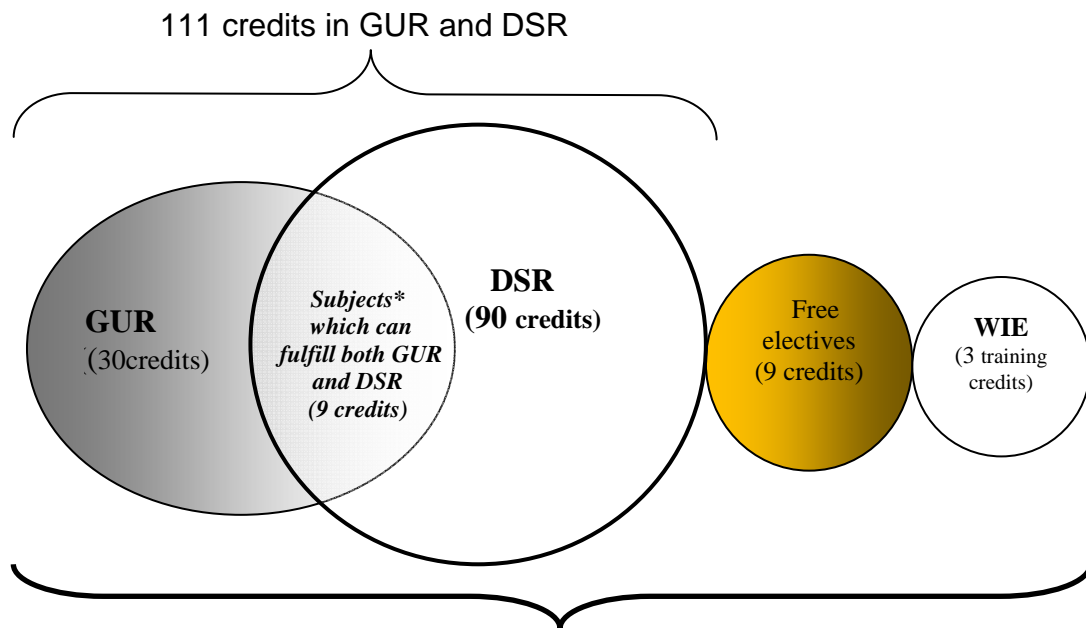 111 credits in GUR and DSR
GUR
(30credits)
Subjects*
which can
fulfill both GUR
and DSR
(9 credits)
DSR
(90 credits)
Free
electives
(9 credits)
WIE
(3 training
credits)